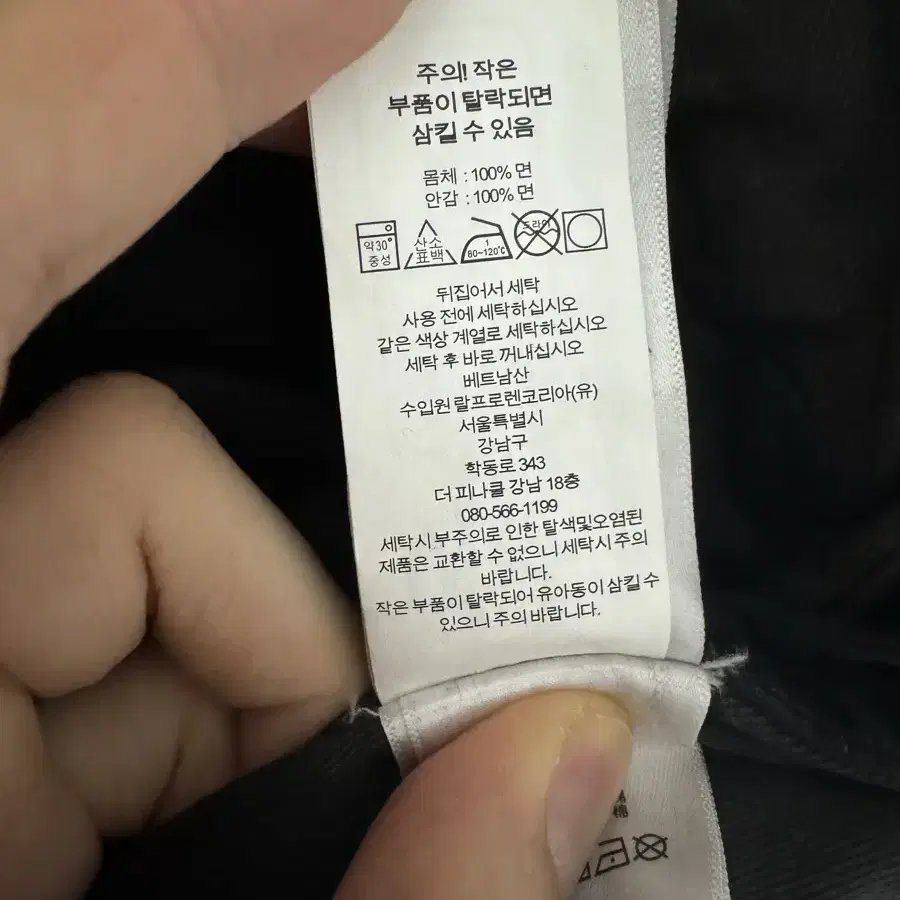 주의! 작은
부품이 탈락되면
삼킬 수 있음
몸체 : 100% 면
안감 : 100% 면
약30°
중성
산소
표백
1
80~120℃
드라이
뒤집어서 세탁
사용 전에 세탁하십시오
같은 색상 계열로 세탁하십시오
세탁 후 바로 꺼내십시오
베트남산
수입원 랄프로렌코리아(유)
서울특별시
강남구
학동로 343
더 피나클 강남 18층
080-566-1199
세탁시 부주의로 인한 탈색및오염된
제품은 교환할 수 없으니 세탁시 주의
바랍니다.
작은 부품이 탈락되어 유아동이 삼킬 수
있으니 주의 바랍니다.
棉